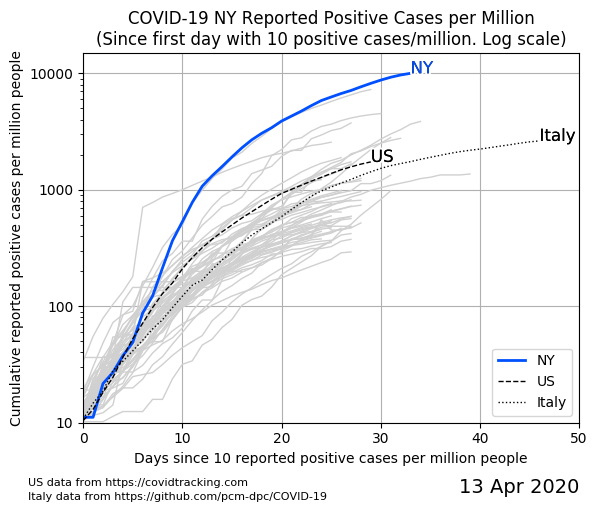 COVID-19 NY Reported Positive Cases per Million
(Since first day with 10 positive cases/million. Log scale)
Cumulative reported positive cases per million people
10000
1000
100
10
NY
US
Italy
NY
US
Italy
0
10
20
30
40
50
Days since 10 reported positive cases per million people
US data from https://covidtracking.com
Italy data from https://github.com/pcm-dpc/COVID-19
13 Apr 2020